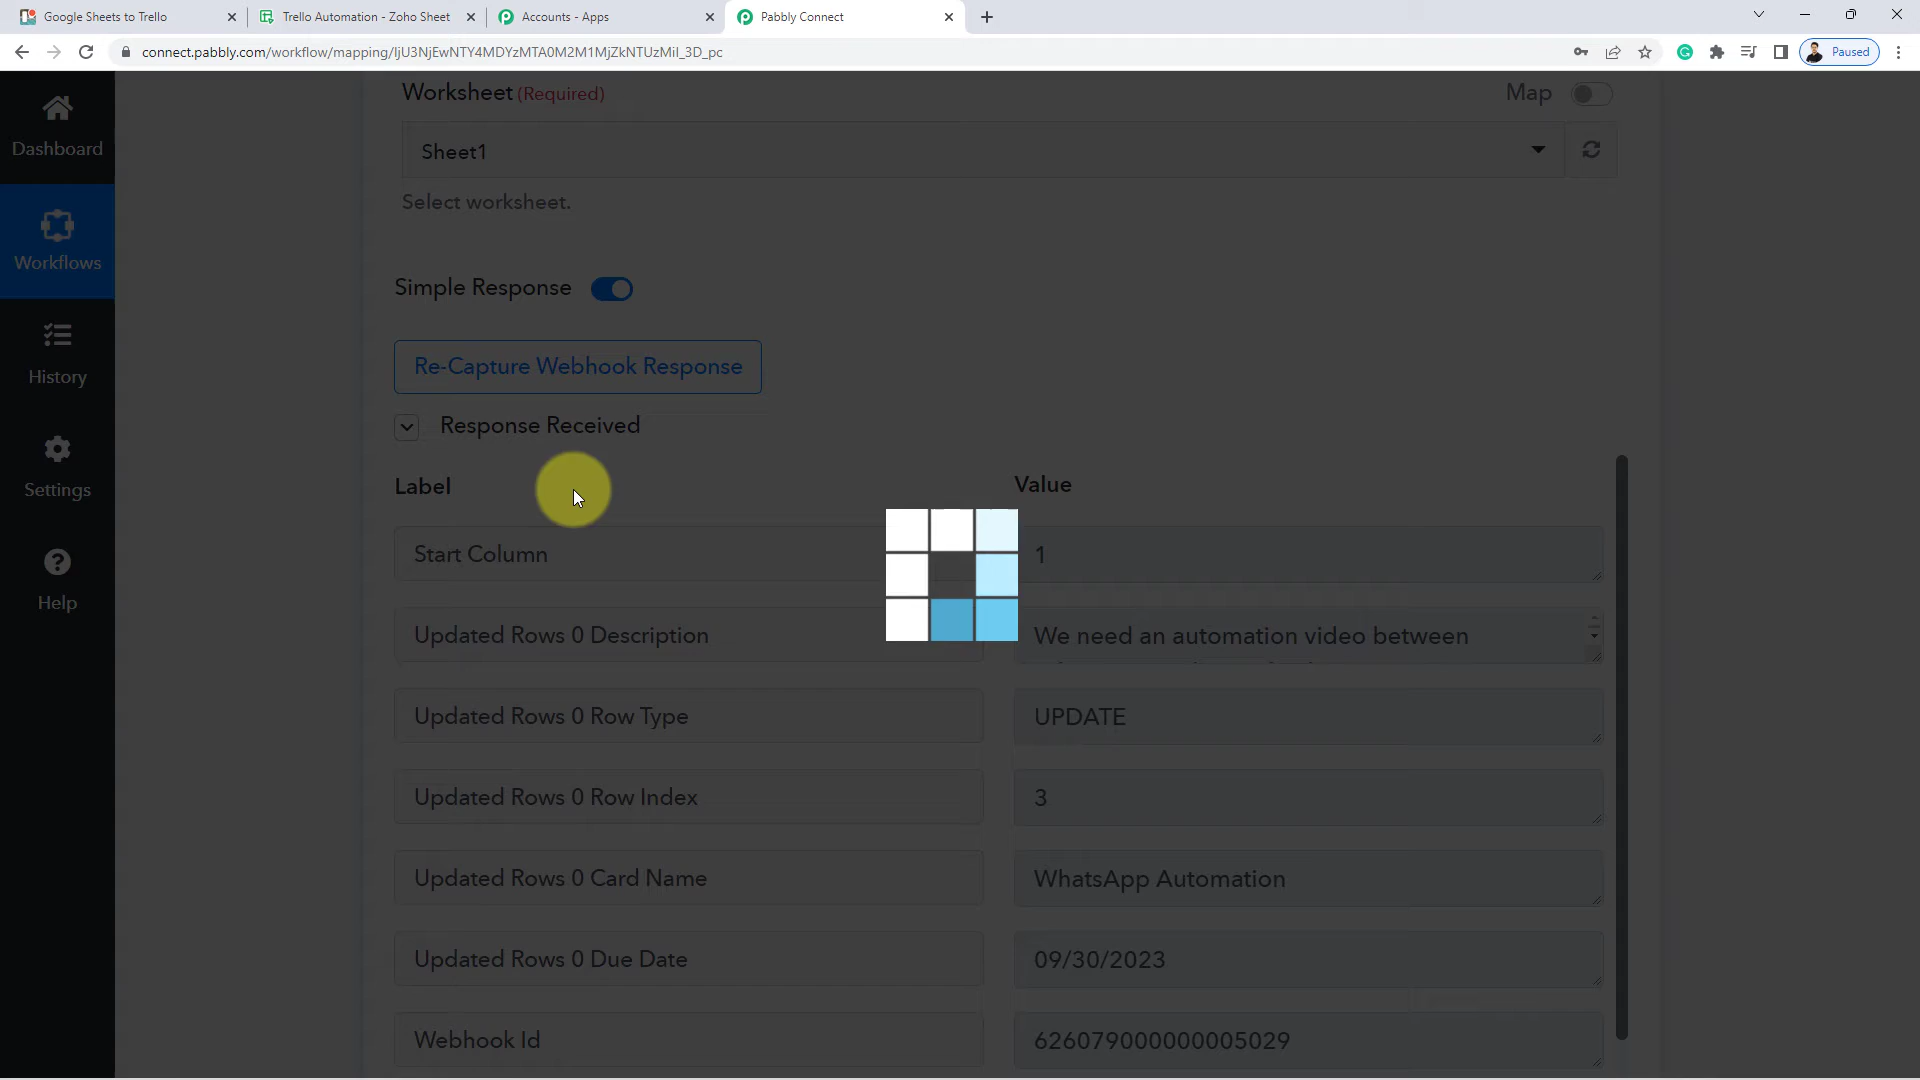 Google Sheets to Trello
Trello Automation - Zoho Sheet
Accounts - Apps
Pabbly Connect
connect.pabbly.com/workflow/mapping/IjU3NjEwNTY4MDYzMTA0M2M1MjZkNTUzMiI_3D_pc
Paused
Dashboard
Workflows
History
Settings
Help
Worksheet (Required)
Map
Sheet1
Select worksheet.
Simple Response
Re-Capture Webhook Response
Response Received
Label
Value
Start Column
1
Updated Rows 0 Description
We need an automation video between
Updated Rows 0 Row Type
UPDATE
Updated Rows 0 Row Index
3
Updated Rows 0 Card Name
WhatsApp Automation
Updated Rows 0 Due Date
09/30/2023
Webhook Id
626079000000005029